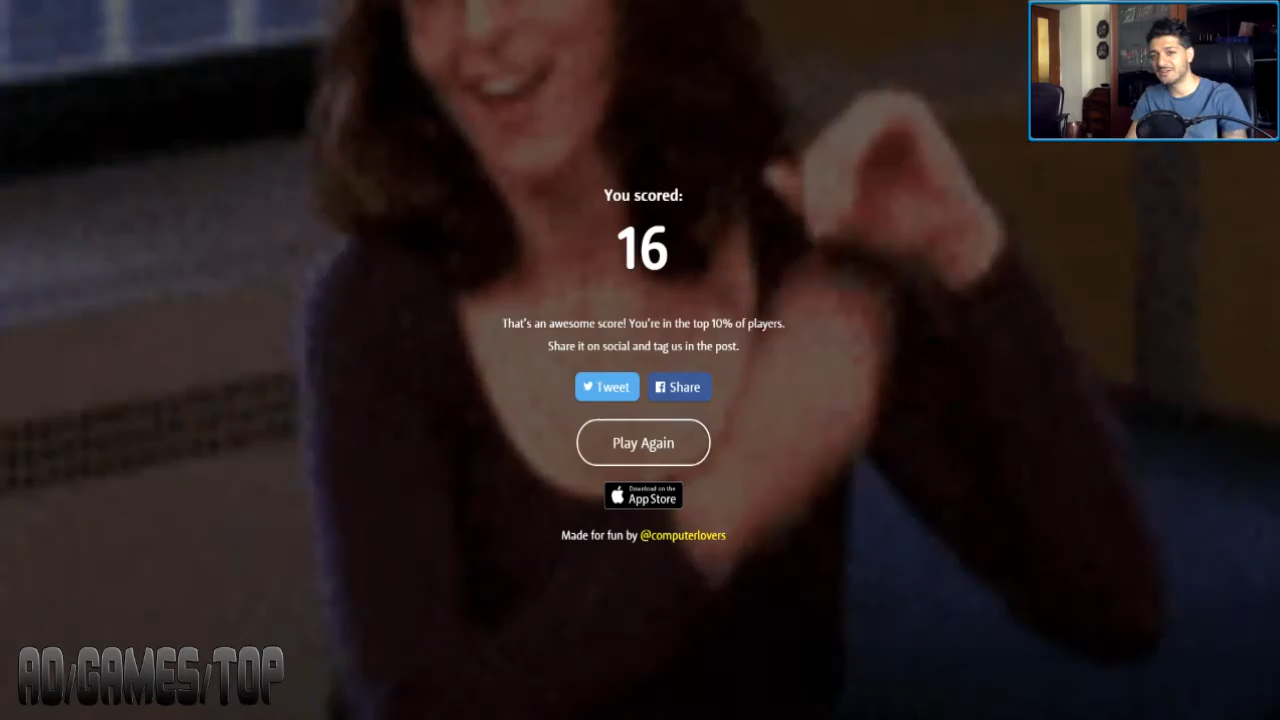 You scored:
16
That's an awesome score! You're in the top 10% of players.
Share it on social and tag us in the post.
Tweet
Share
Play Again
Download on the
App Store
Made for fun by @computerlovers
AO/GAMES/TOP